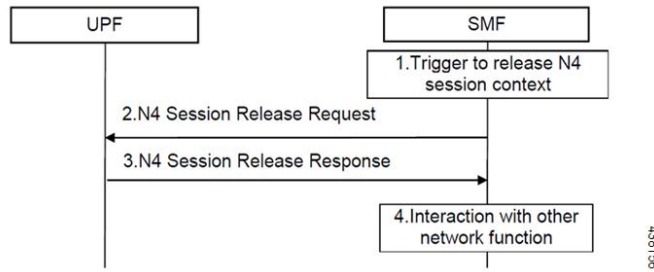 UPF
SMF
1.Trigger to release N4
session context
2.N4 Session Release Request
3.N4 Session Release Response
4.Interaction with other
network function